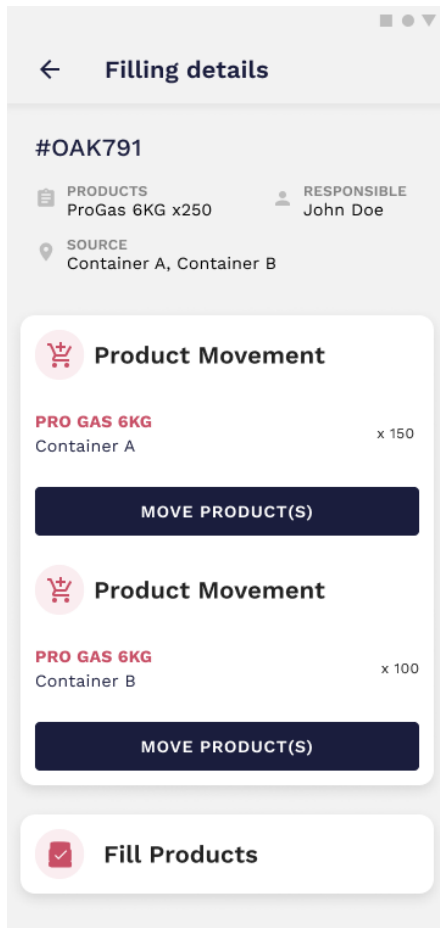 Filling details
#OAK791
PRODUCTS
ProGas 6KG x250
RESPONSIBLE
John Doe
SOURCE
Container A, Container B
Product Movement
PRO GAS 6KG
Container A
x 150
MOVE PRODUCT(S)
Product Movement
PRO GAS 6KG
Container B
x 100
MOVE PRODUCT(S)
Fill Products